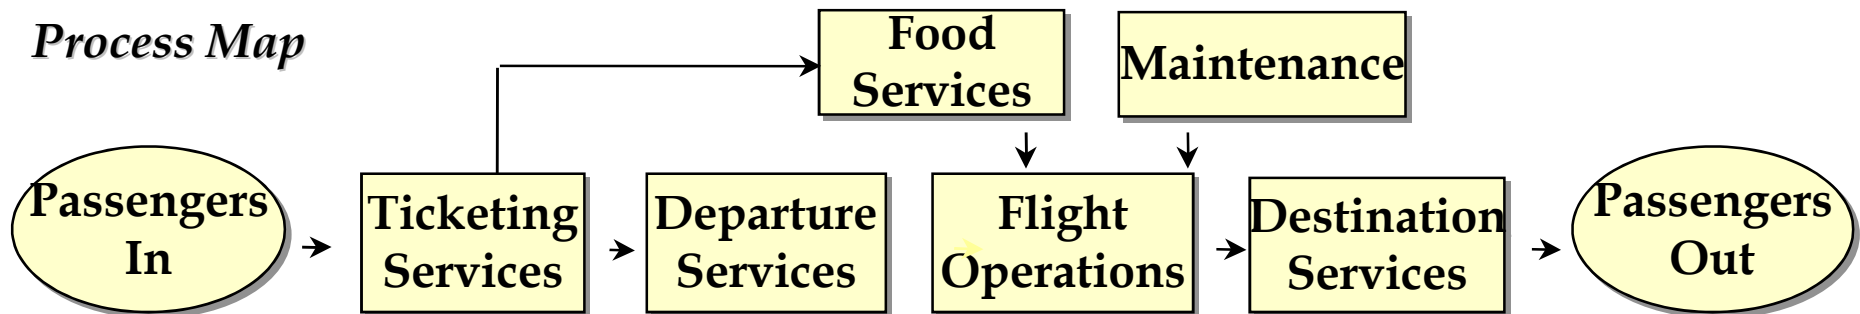 Process Map
Food
Services
Maintenance
Passengers
In
Ticketing
Services
Departure
Services
Flight
Operations
Destination
Services
Passengers
Out